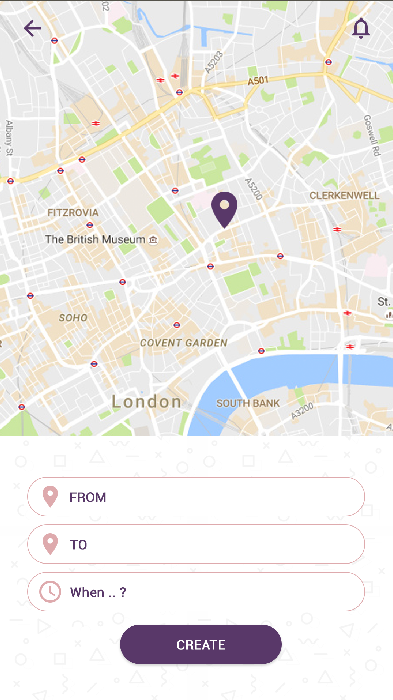 A5203
A501
Albany St
Goswell Rd
A5200
CLERKENWELL
FITZROVIA
The British Museum
St.
SOHO
COVENT GARDEN
London
SOUTH BANK
A3200
FROM
TO
When .. ?
CREATE